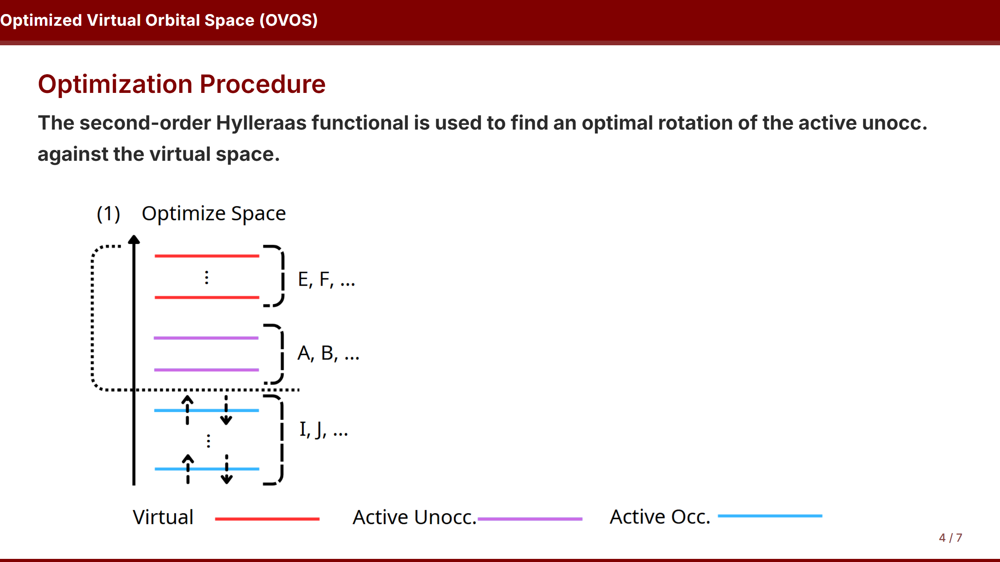 Optimized Virtual Orbital Space (OVOS)
Optimization Procedure
The second-order Hylleraas functional is used to find an optimal rotation of the active unocc.
against the virtual space.
(1) Optimize Space
E, F, ...
A, B, ...
I, J, ...
Virtual
Active Unocc.
Active Occ.
4 / 7